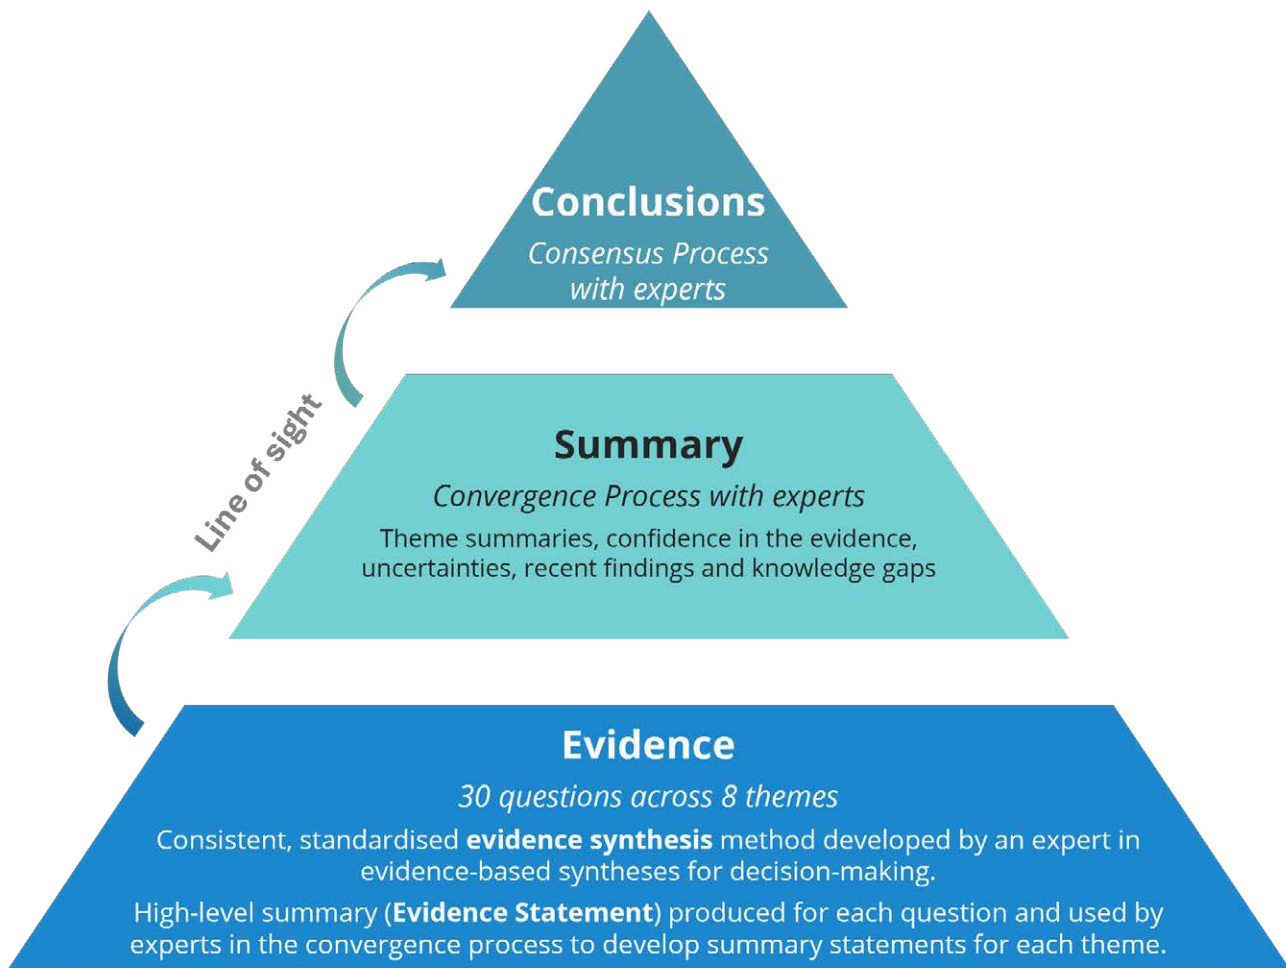 Conclusions
Consensus Process
with experts
Line of sight
Summary
Convergence Process with experts
Theme summaries, confidence in the evidence,
uncertainties, recent findings and knowledge gaps
Evidence
30 questions across 8 themes
Consistent, standardised evidence synthesis method developed by an expert in
evidence-based syntheses for decision-making.
High-level summary (Evidence Statement) produced for each question and used by
experts in the convergence process to develop summary statements for each theme.